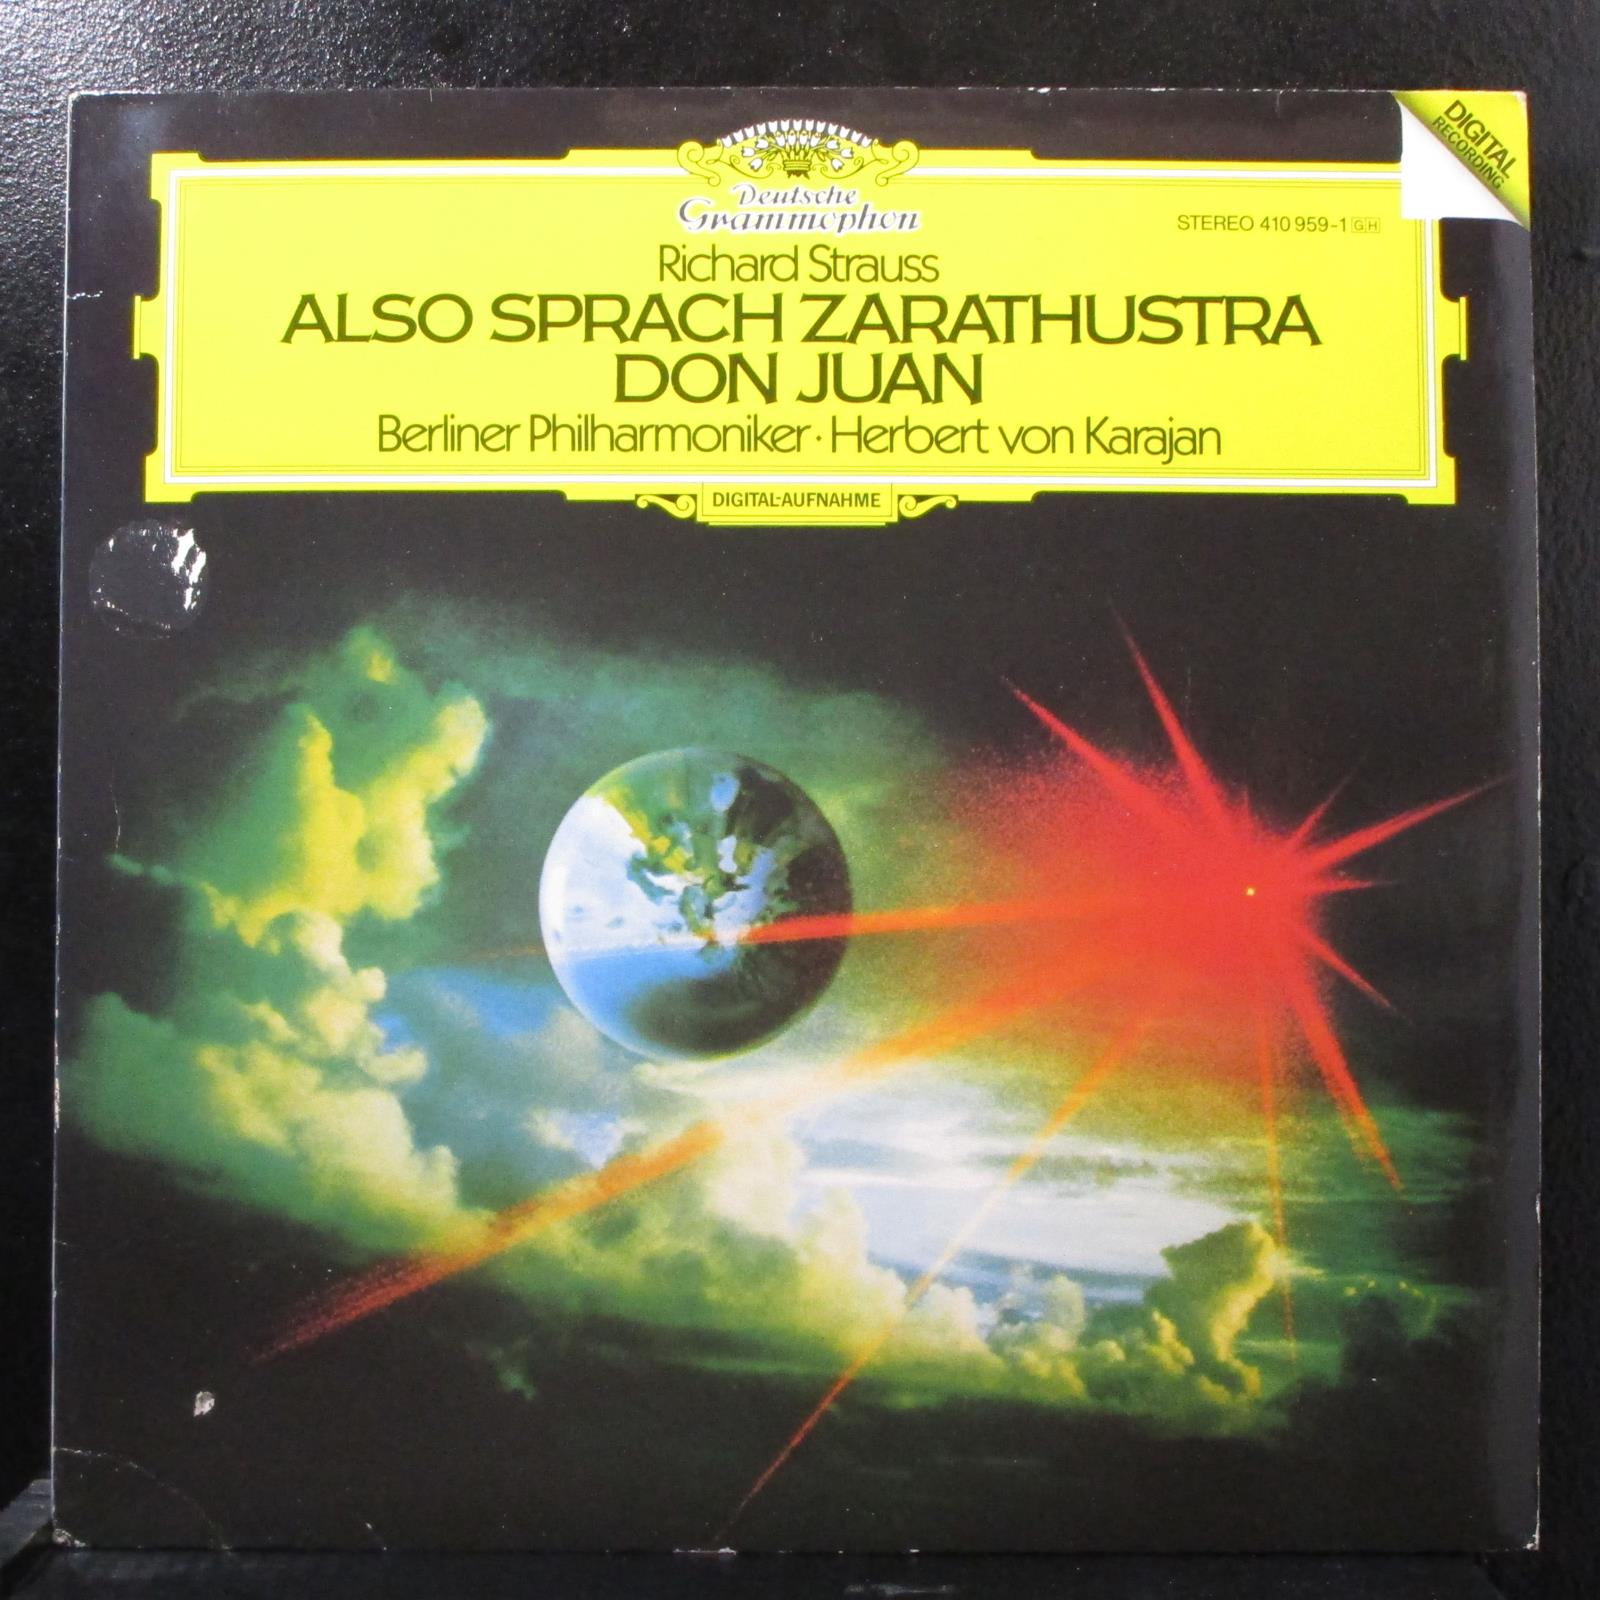 DIGITAL
RECORDING
Deutsche
Grammophon
STEREO 410 959-1 GH
Richard Strauss
ALSO SPRACH ZARATHUSTRA
DON JUAN
Berliner Philharmoniker · Herbert von Karajan
DIGITAL-AUFNAHME